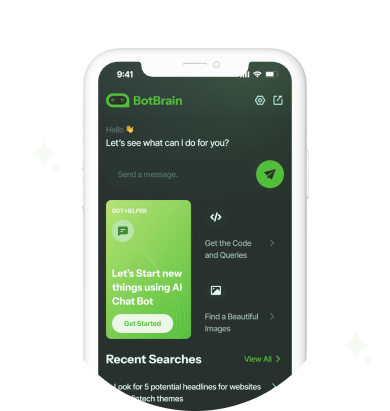 9:41
BotBrain
Hello 👋
Let's see what can I do for you?
Send a message.
BOT HELPER
Let's Start new
things using AI
Chat Bot
Get Started
Get the Code
and Queries
Find a Beautiful
Images
Recent Searches
View All
Look for 5 potential headlines for websites
fintech themes